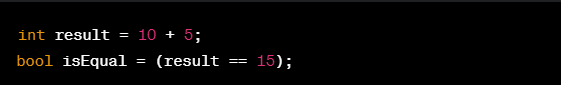 int result = 10 + 5;
bool isEqual = (result == 15);